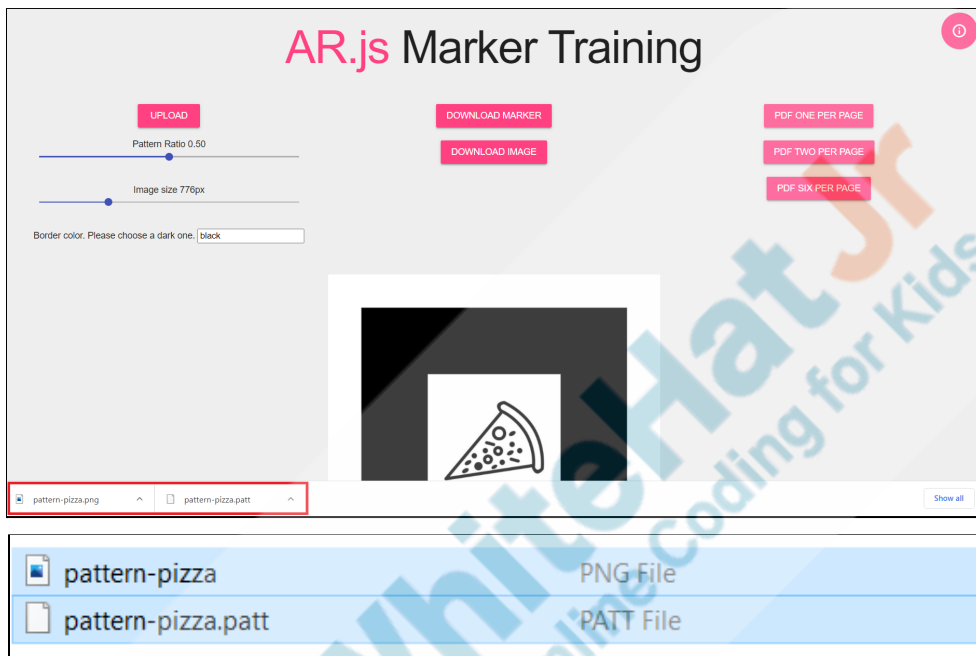 AR.js Marker Training
UPLOAD
Pattern Ratio 0.50
Image size 776px
Border color. Please choose a dark one. black
DOWNLOAD MARKER
DOWNLOAD IMAGE
PDF ONE PER PAGE
PDF TWO PER PAGE
PDF SIX PER PAGE
pattern-pizza.png
pattern-pizza.patt
Show all
pattern-pizza PNG File
pattern-pizza.patt PATT File
WhiteHat Jr
Online Coding for Kids